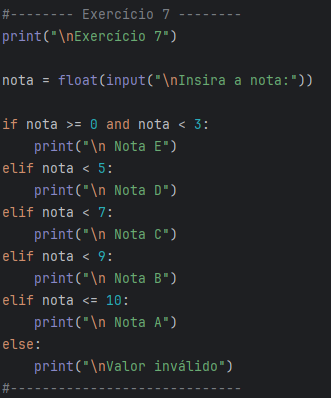 #-------- Exercício 7 --------
print("\nExercício 7")
nota = float(input("\nInsira a nota:"))
if nota >= 0 and nota < 3:
    print("\n Nota E")
elif nota < 5:
    print("\n Nota D")
elif nota < 7:
    print("\n Nota C")
elif nota < 9:
    print("\n Nota B")
elif nota <= 10:
    print("\n Nota A")
else:
    print("\nValor inválido")
#-----------------------------